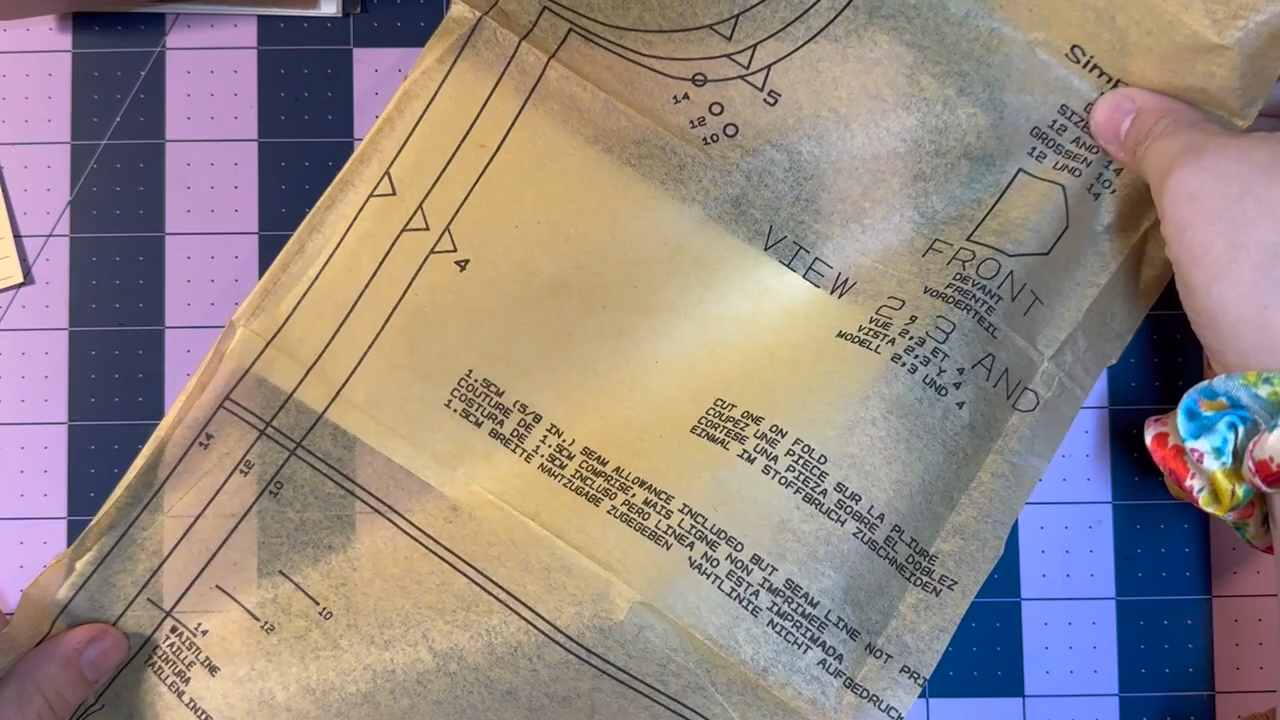 5
14
12
10
SIZE
12 AND 14
GROSSEN 10,
12 UND 14
D
FRONT
DEVANT
FRENTE
VORDERTEIL
4
VIEW 2,3 AND
VUE 2,3 ET 4
VISTA 2,3 Y 4
MODELL 2,3 UND 4
CUT ONE ON FOLD
COUPEZ UNE PIECE SUR LA PLIURE
CORTESE UNA PIEZA SOBRE EL DOBLEZ
EINMAL IM STOFFBRUCH ZUSCHNEIDEN
1.5CM (5/8 IN.) SEAM ALLOWANCE INCLUDED BUT SEAM LINE NOT PRI
COUTURE DE 1.5CM COMPRISE, MAIS LIGNE NON IMPRIMEE
COSTURA DE 1.5CM INCLUSO PERO LINEA NO ESTA IMPRIMADA
1.5CM BREITE NAHTZUGABE ZUGEGEBEN
NAHTLINIE NICHT AUFGEDRUCK
14
12
10
10
12
14
WAISTLINE
TAILLE
CINTURA
TAILLENLINIE